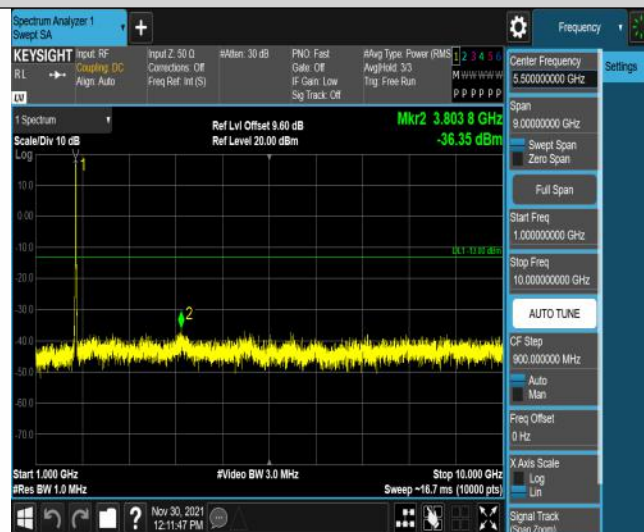 Spectrum Analyzer 1
Swept SA
Frequency
KEYSIGHT
RL
Input: RF
Coupling: DC
Align: Auto
Input Z: 50 Ω
Corrections: Off
Freq Ref: Int (S)
#Atten: 30 dB
PNO: Fast
Gate: Off
IF Gain: Low
Sig Track: Off
#Avg Type: Power (RMS
Avg|Hold: 3/3
Trig: Free Run
1 2 3 4 5 6
M W W W W W
P P P P P P
1 Spectrum
Scale/Div 10 dB
Ref Lvl Offset 9.60 dB
Ref Level 20.00 dBm
Mkr2 3.803 8 GHz
-36.35 dBm
Log
1
10.0
0.00
-10.0
DL1 -13.00 dBm
-20.0
-30.0
2
-40.0
-50.0
-60.0
-70.0
Start 1.000 GHz
#Res BW 1.0 MHz
#Video BW 3.0 MHz
Stop 10.000 GHz
Sweep ~16.7 ms (10000 pts)
Nov 30, 2021
12:11:47 PM
Settings
Center Frequency
5.500000000 GHz
Span
9.00000000 GHz
Swept Span
Zero Span
Full Span
Start Freq
1.000000000 GHz
Stop Freq
10.000000000 GHz
AUTO TUNE
CF Step
900.000000 MHz
Auto
Man
Freq Offset
0 Hz
X Axis Scale
Log
Lin
Signal Track
(Span Zoom)